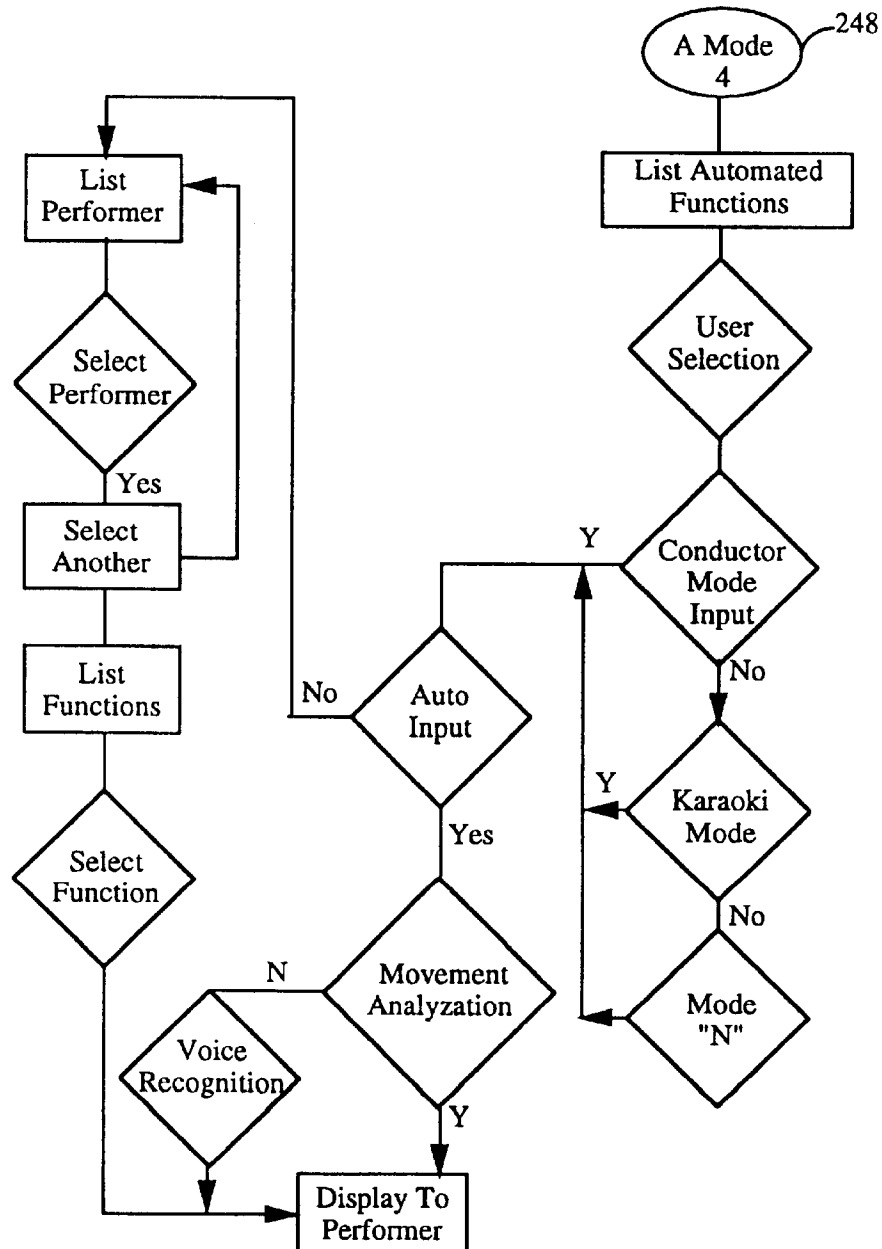 248
A Mode
4
List Automated
Functions
User
Selection
Conductor
Mode
Input
Y
No
Karaoki
Mode
Y
No
Mode
"N"
Auto
Input
No
Yes
Movement
Analyzation
N
Y
Voice
Recognition
List
Performer
Select
Performer
Yes
Select
Another
List
Functions
Select
Function
Display To
Performer